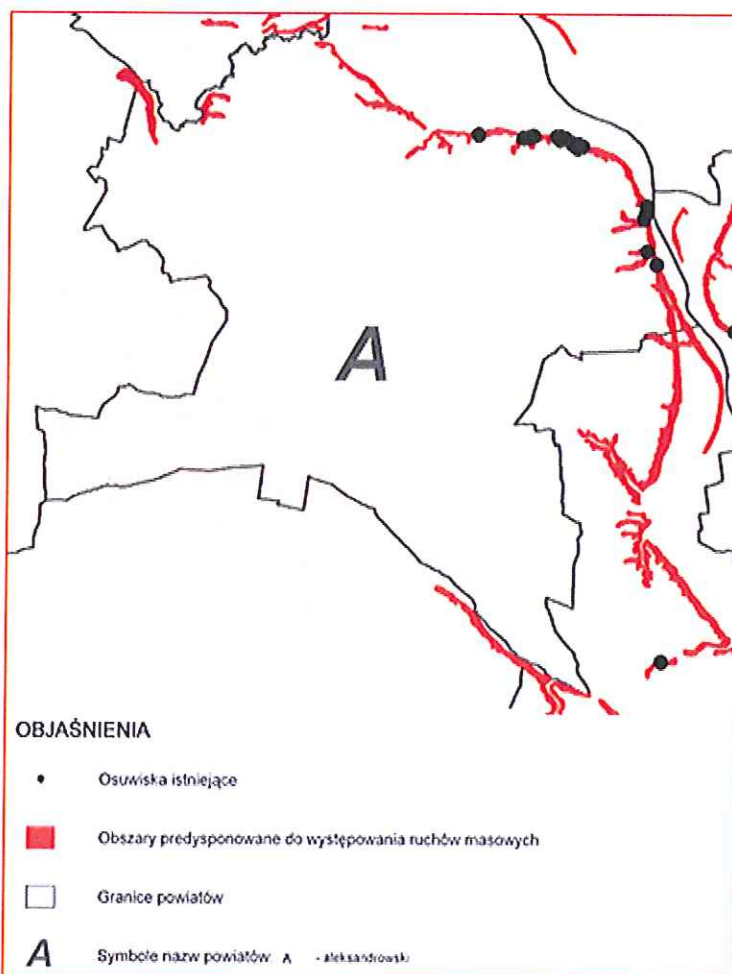 A
OBJAŚNIENIA
Osuwiska istniejące
Obszary predysponowane do występowania ruchów masowych
Granice powiatów
A Symbole nazw powiatów: A - aleksandrowski